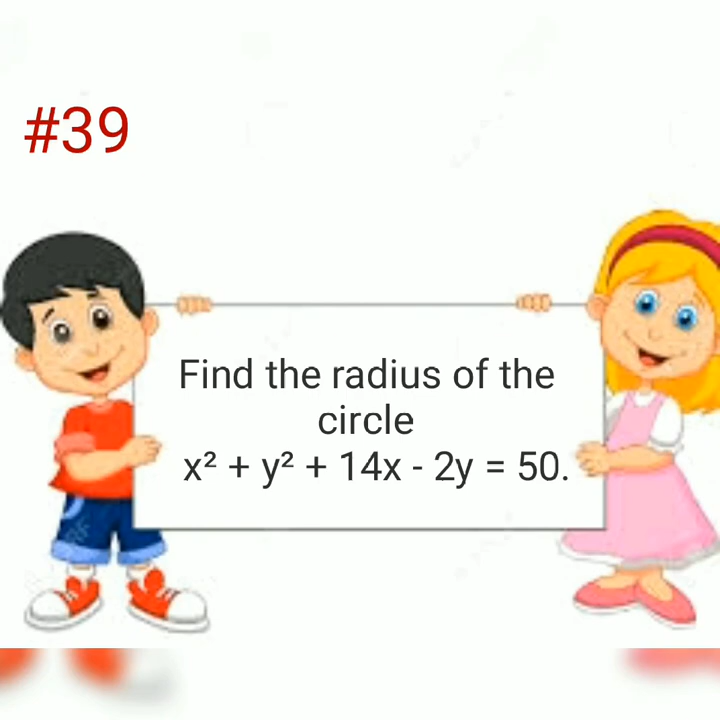 #39
Find the radius of the
circle
x² + y² + 14x - 2y = 50.